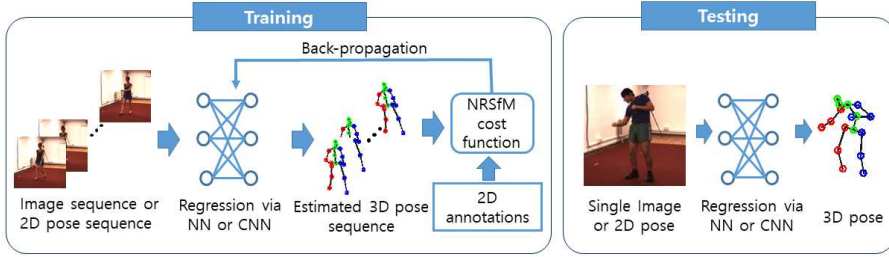 Training
Back-propagation
NRSfM
cost
function
2D
annotations
Image sequence or
2D pose sequence
Regression via
NN or CNN
Estimated 3D pose
sequence
Testing
Single Image
or 2D pose
Regression via
NN or CNN
3D pose